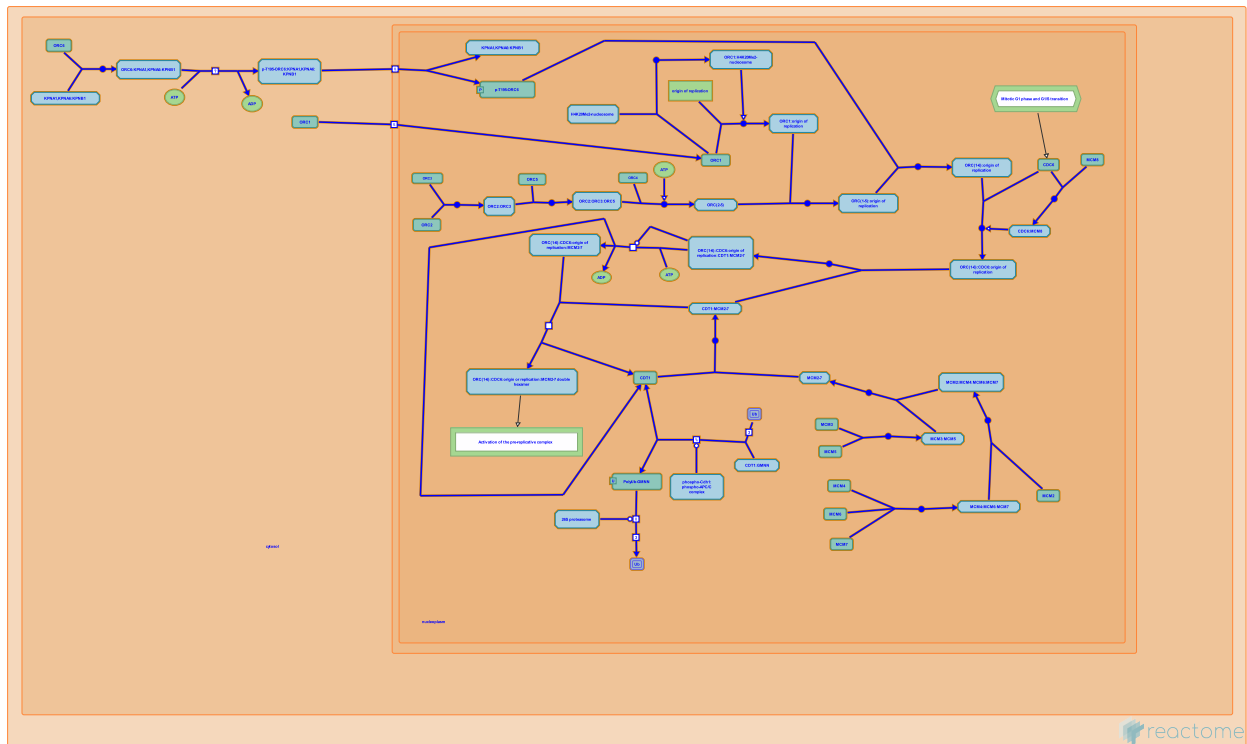 ORC6
KPNA1,KPNA6:KPNB1
ORC6:KPNA1,KPNA6:KPNB1
ATP
ADP
p-T195-ORC6:KPNA1,KPNA6:
KPNB1
ORC1
KPNA1,KPNA6:KPNB1
p-T195-ORC6
H4K20Me2-nucleosome
ORC1:H4K20Me2-
nucleosome
origin of replication
ORC1:origin of
replication
ORC1
ORC3
ORC2
ORC2:ORC3
ORC5
ORC2:ORC3:ORC5
ORC4
ATP
ORC(2-5)
ORC(1-5):origin of
replication
ORC(1-6)::origin of
replication
Mitotic G1 phase and G1/S transition
CDC6
MCM8
CDC6:MCM8
ORC(1-6)::CDC6:origin of
replication
ORC(1-6)::CDC6:origin of
replication:CDT1:MCM2-7
ATP
ADP
ORC(1-6)::CDC6:origin of
replication:MCM2-7
CDT1:MCM2-7
ORC(1-6)::CDC6:origin or replication:MCM2-7 double
hexamer
Activation of the pre-replicative complex
CDT1
MCM2-7
MCM2:MCM4:MCM6:MCM7
MCM3
MCM5
MCM3:MCM5
MCM4
MCM6
MCM7
MCM4:MCM6:MCM7
MCM2
Ub
CDT1:GMNN
phospho-Cdh1:
phospho-APC/C
complex
PolyUb-GMNN
26S proteasome
Ub
cytosol
nucleoplasm
reactome